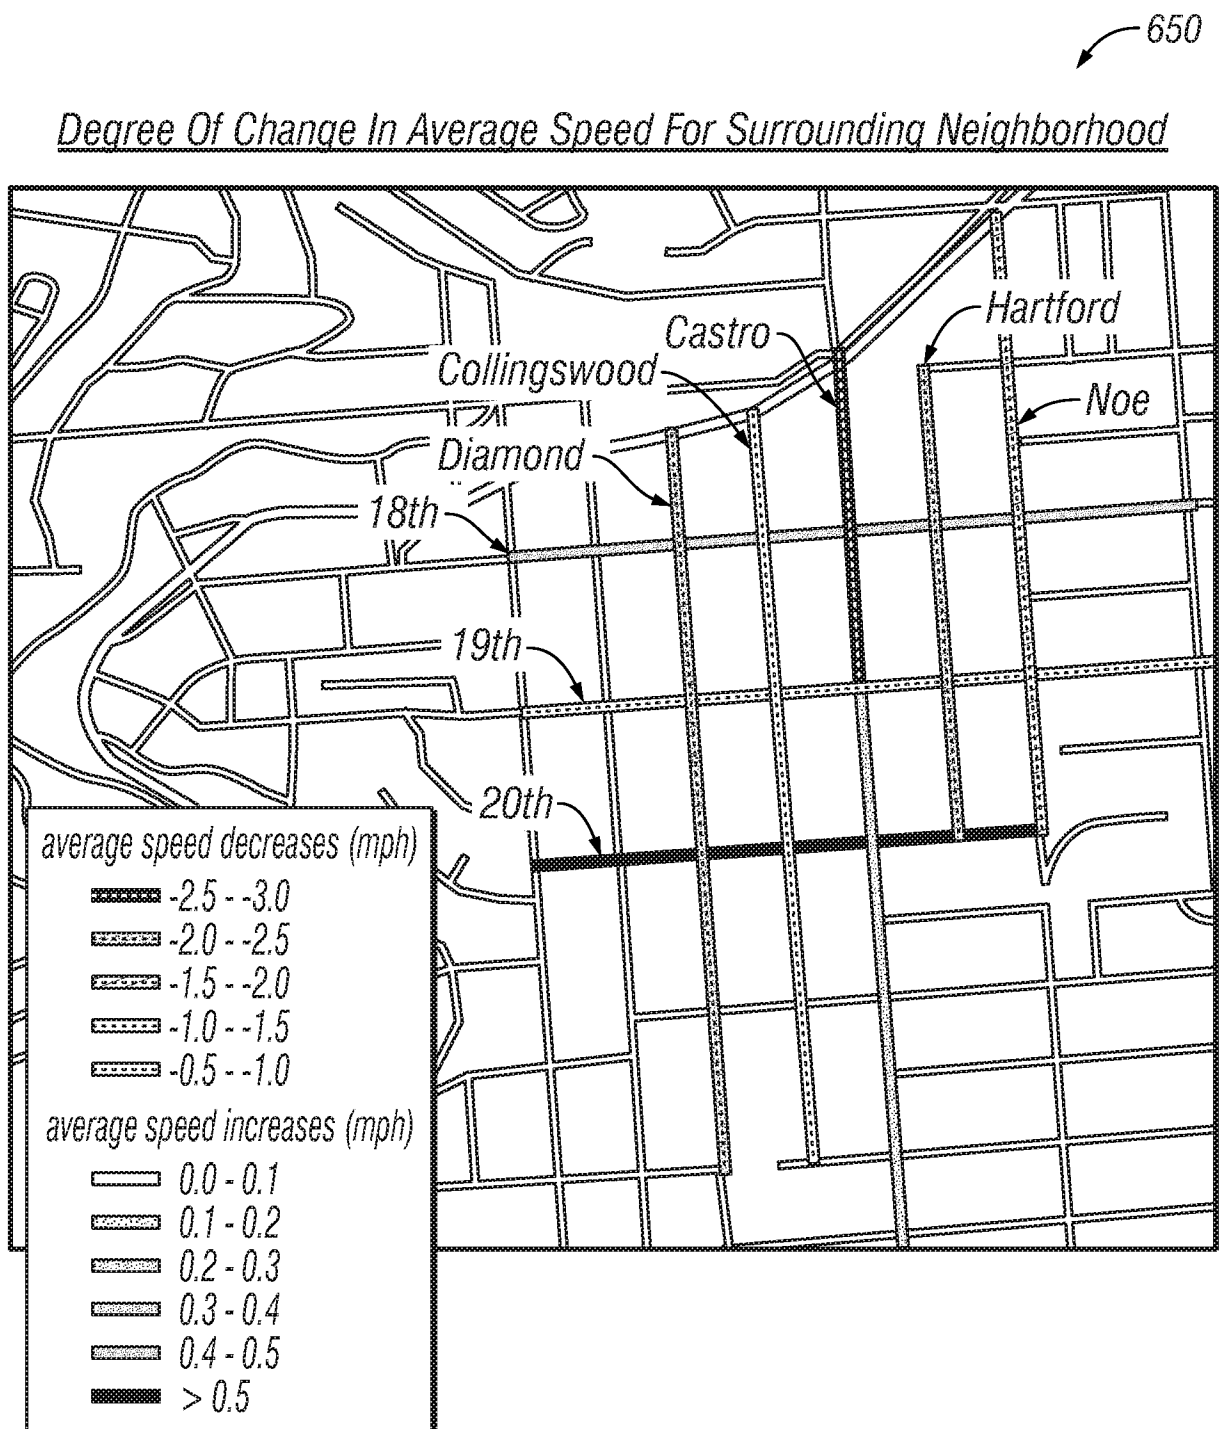 650
Degree Of Change In Average Speed For Surrounding Neighborhood
Hartford
Castro
Collingswood
Noe
Diamond
18th
19th
20th
average speed decreases (mph)
-2.5 - -3.0
-2.0 - -2.5
-1.5 - -2.0
-1.0 - -1.5
-0.5 - -1.0
average speed increases (mph)
0.0 - 0.1
0.1 - 0.2
0.2 - 0.3
0.3 - 0.4
0.4 - 0.5
> 0.5